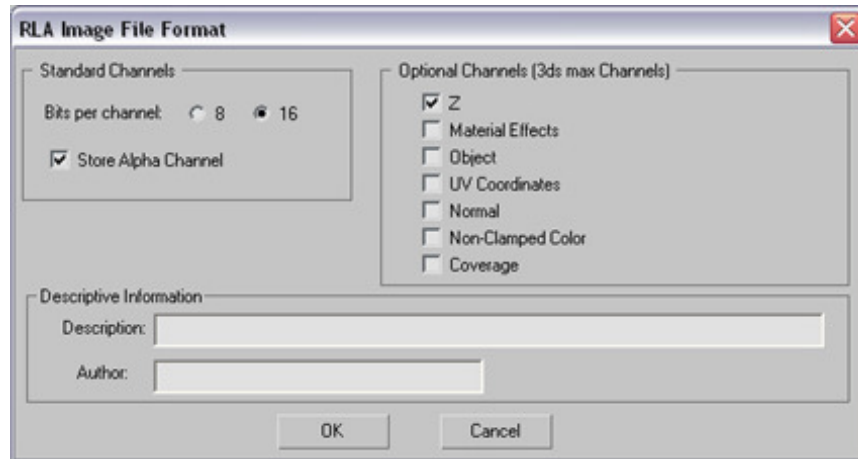 RLA Image File Format
Standard Channels
Bits per channel: 8 16
Store Alpha Channel
Optional Channels (3ds max Channels)
Z
Material Effects
Object
UV Coordinates
Normal
Non-Clamped Color
Coverage
Descriptive Information
Description:
Author:
OK Cancel